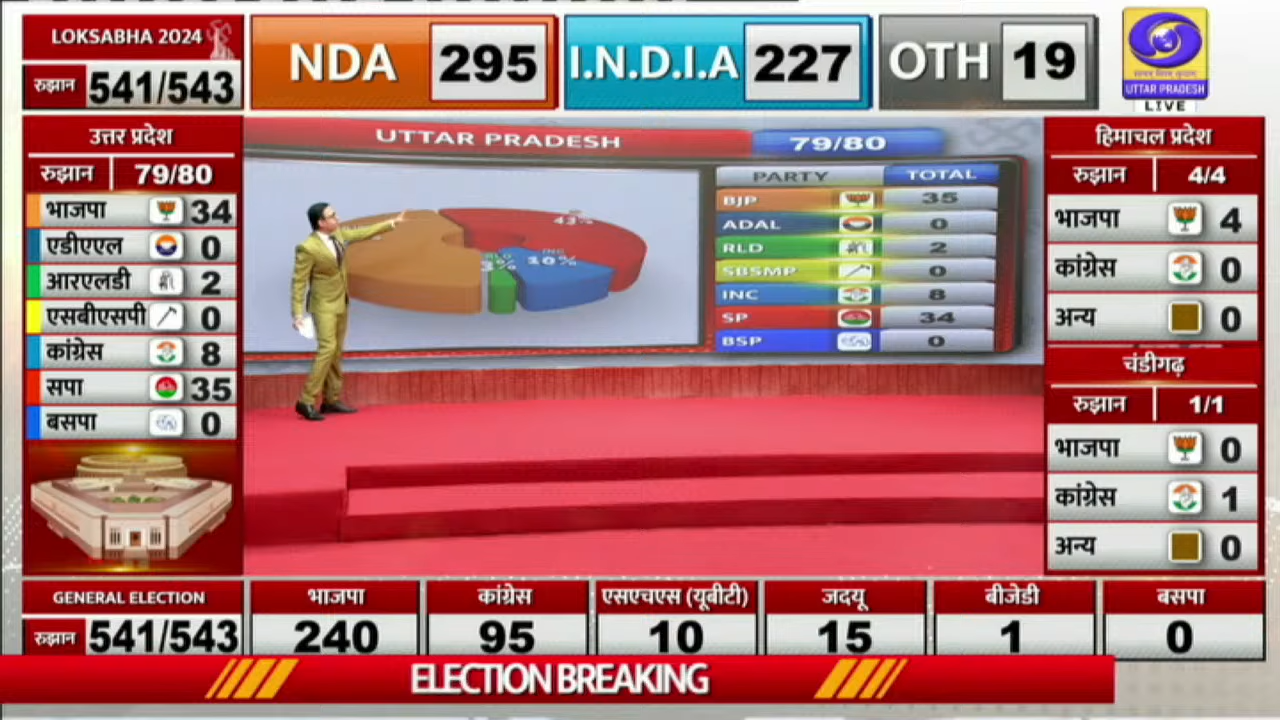 LOKSABHA 2024
रुझान 541/543
NDA 295
I.N.D.I.A 227
OTH 19
UTTAR PRADESH
LIVE
उत्तर प्रदेश
रुझान 79/80
भाजपा 34
एडीएएल 0
आरएलडी 2
एसबीएसपी 0
कांग्रेस 8
सपा 35
बसपा 0
UTTAR PRADESH 79/80
43%
INC
10%
RLD
3%
PARTY TOTAL
BJP 35
ADAL 0
RLD 2
SBSMP 0
INC 8
SP 34
BSP 0
हिमाचल प्रदेश
रुझान 4/4
भाजपा 4
कांग्रेस 0
अन्य 0
चंडीगढ़
रुझान 1/1
भाजपा 0
कांग्रेस 1
अन्य 0
GENERAL ELECTION
रुझान 541/543
भाजपा 240
कांग्रेस 95
एसएचएस (यूबीटी) 10
जदयू 15
बीजेडी 1
बसपा 0
ELECTION BREAKING